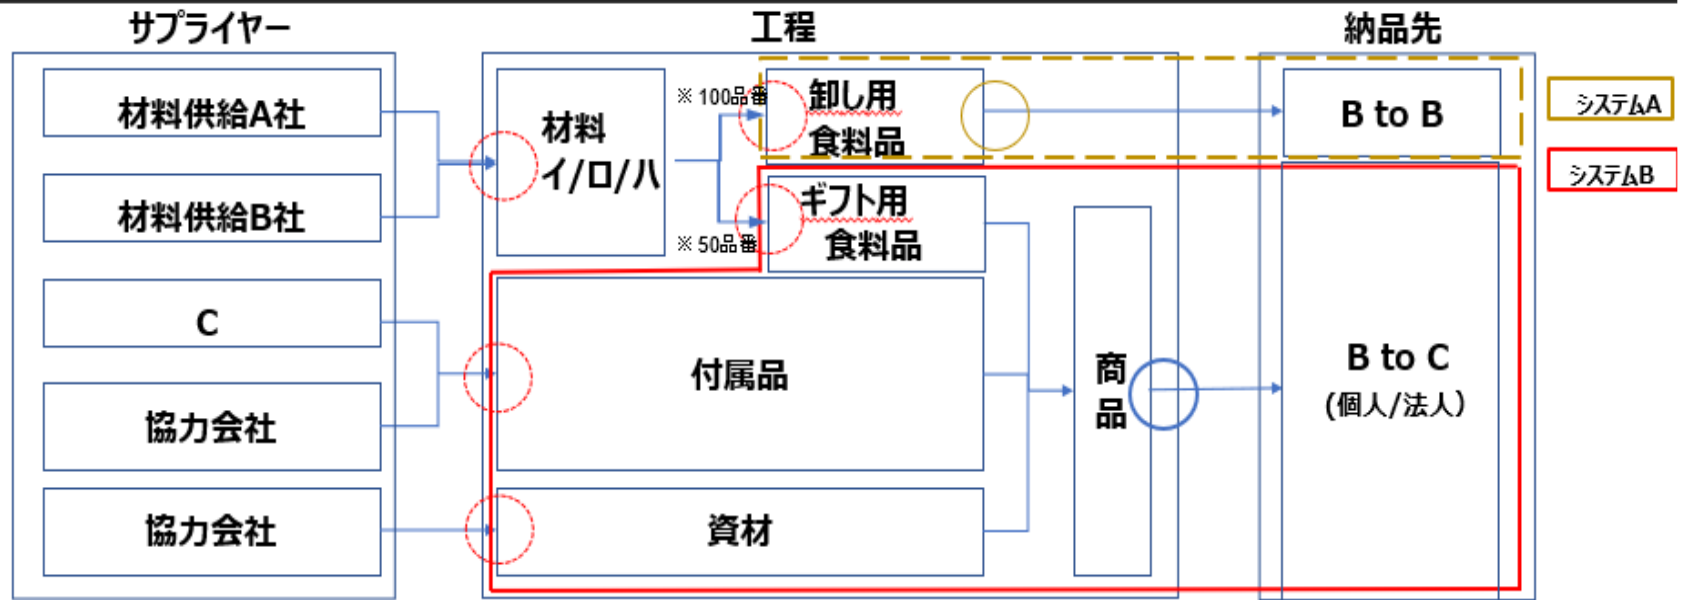 サプライヤー
工程
納品先
材料供給A社
材料供給B社
C
協力会社
協力会社
材料
イ/ロ/ハ
※ 100品番
※ 50品番
卸し用
食料品
ギフト用
食料品
付属品
資材
商
品
B to B
B to C
(個人/法人)
システムA
システムB